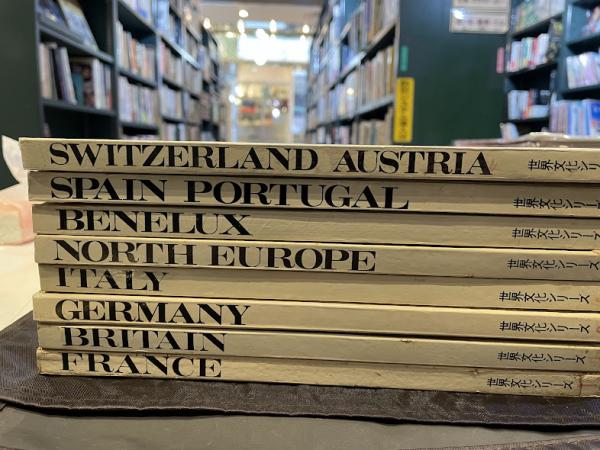 SWITZERLAND AUSTRIA 世界文化シリ
SPAIN PORTUGAL 世界文化シリーズ
BENELUX 世界文化シリーズ
NORTH EUROPE 世界文化シリーズ
ITALY 世界文化シリーズ
GERMANY 世界文化シリーズ
BRITAIN 世界文化シリーズ
FRANCE 世界文化シリーズ